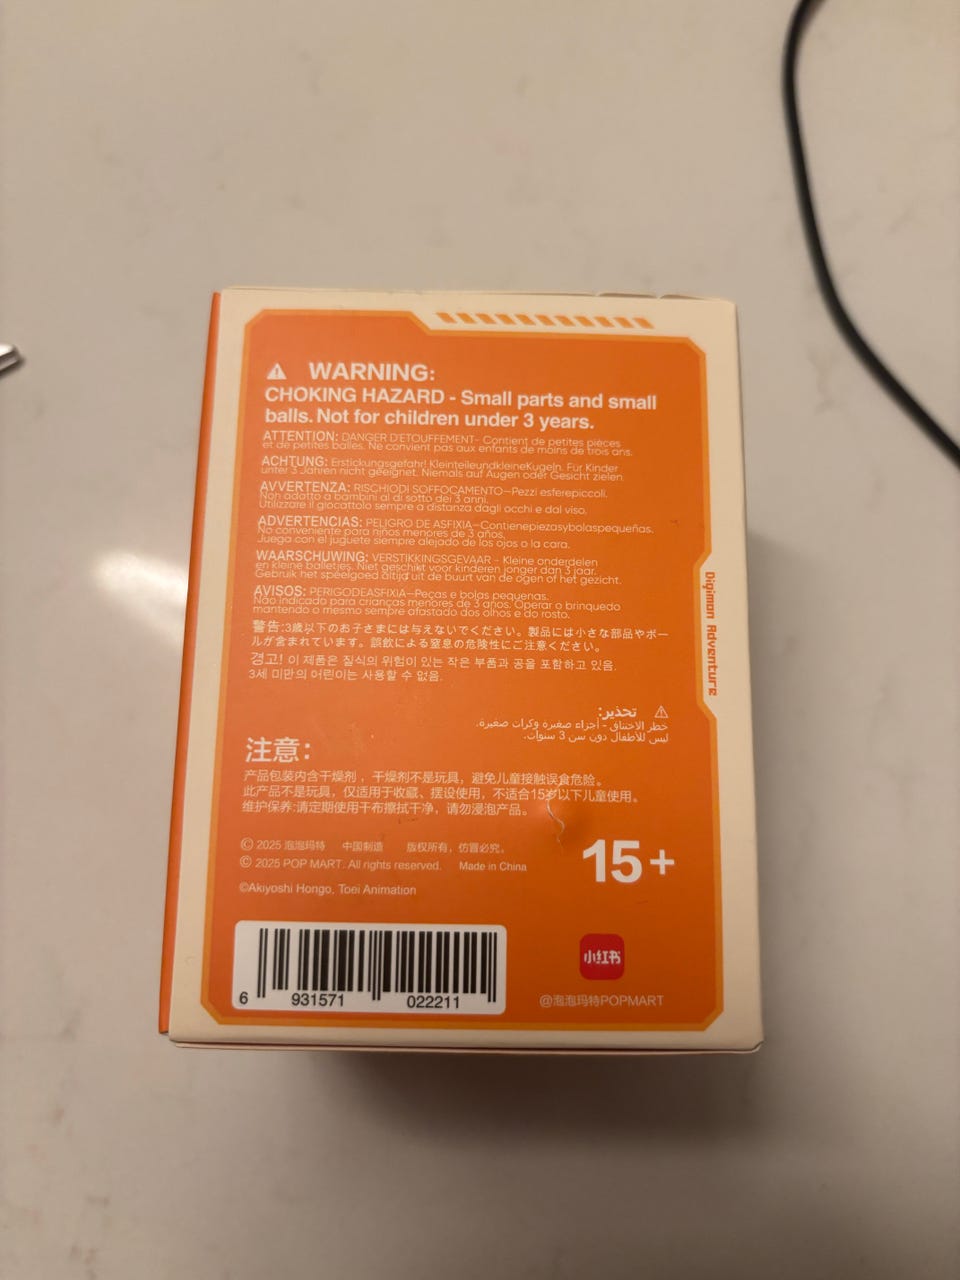 WARNING:
CHOKING HAZARD - Small parts and small
balls. Not for children under 3 years.
ATTENTION: DANGER D'ETOUFFEMENT- Contient de petites pièces
et de petites balles. Ne convient pas aux enfants de moins de trois ans.
ACHTUNG: Erstickungsgefahr! KleinteileundkleineKugeln. Für Kinder
unter 3 Jahren nicht geeignet. Niemals auf Augen oder Gesicht zielen.
AVVERTENZA: RISCHIODI SOFFOCAMENTO—Pezzi esferepiccoli.
Non adatto a bambini al di sotto dei 3 anni.
Utilizzare il giocattolo sempre a distanza dagli occhi e dal viso.
ADVERTENCIAS: PELIGRO DE ASFIXIA—Contienepiezasybolaspequeñas.
No conveniente para niños menores de 3 años.
Juega con el juguete siempre alejado de los ojos o la cara.
WAARSCHUWING: VERSTIKKINGSGEVAAR - Kleine onderdelen
en kleine balletjes. Niet geschikt voor kinderen jonger dan 3 jaar.
Gebruik het speelgoed altijd uit de buurt van de ogen of het gezicht.
AVISOS: PERIGODEASFIXIA—Peças e bolas pequenas.
Não indicado para crianças menores de 3 anos. Operar o brinquedo
mantendo o mesmo sempre afastado dos olhos e do rosto.
警告:3歳以下のお子さまには与えないでください。製品には小さな部品やボー
ルが含まれています。誤飲による窒息の危険性にご注意ください。
경고! 이 제품은 질식의 위험이 있는 작은 부품과 공을 포함하고 있음.
3세 미만의 어린이는 사용할 수 없음.
تحذير:
خطر الاختناق - أجزاء صغيرة وكرات صغيرة.
ليس للأطفال دون سن 3 سنوات.
注意:
产品包装内含干燥剂，干燥剂不是玩具，避免儿童接触误食危险。
此产品不是玩具，仅适用于收藏、摆设使用，不适合15岁以下儿童使用。
维护保养:请定期使用干布擦拭干净，请勿浸泡产品。
© 2025 泡泡玛特 中国制造 版权所有，仿冒必究。
© 2025 POP MART. All rights reserved. Made in China
©Akiyoshi Hongo, Toei Animation
15+
6 931571 022211
小红书
@泡泡玛特POPMART
Digimon Adventure